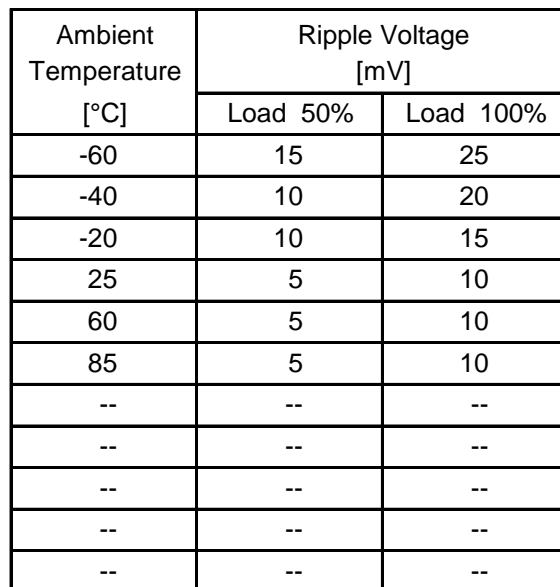 Ambient Ripple Voltage
Temperature [mV]
[°C] Load 50% Load 100%
-60 15 25
-40 10 20
-20 10 15
25 5 10
60 5 10
85 5 10
-- -- --
-- -- --
-- -- --
-- -- --
-- -- --